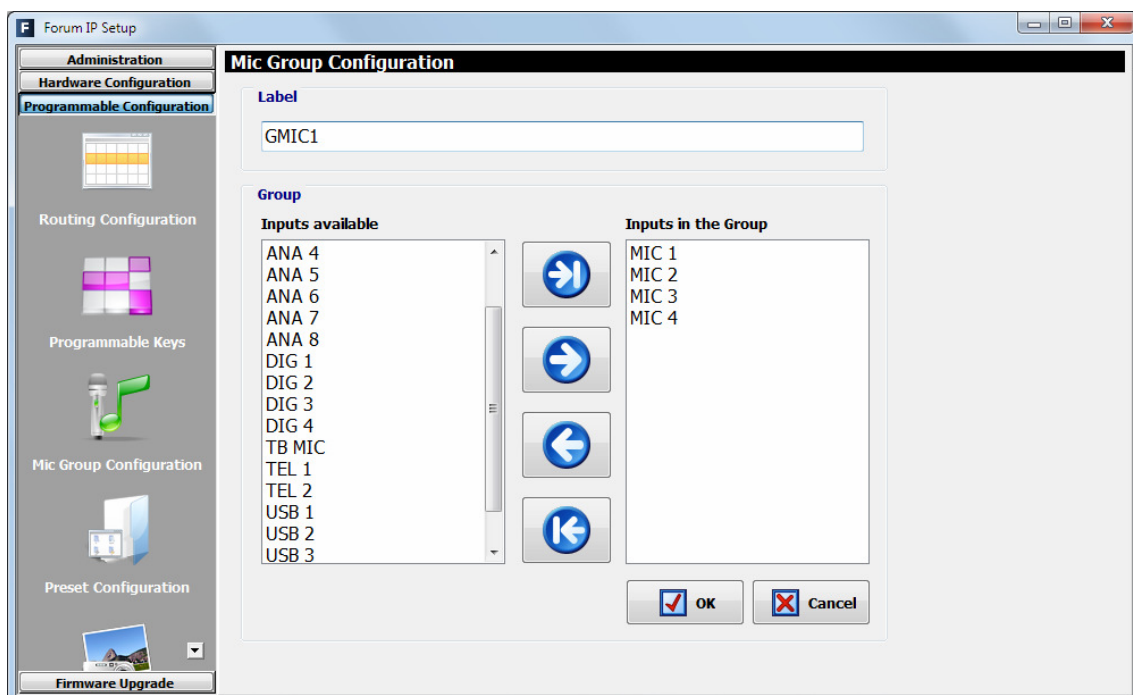 Forum IP Setup
Administration
Hardware Configuration
Programmable Configuration
Routing Configuration
Programmable Keys
Mic Group Configuration
Preset Configuration
Firmware Upgrade
Mic Group Configuration
Label
GMIC1
Group
Inputs available
ANA 4
ANA 5
ANA 6
ANA 7
ANA 8
DIG 1
DIG 2
DIG 3
DIG 4
TB MIC
TEL 1
TEL 2
USB 1
USB 2
USB 3
Inputs in the Group
MIC 1
MIC 2
MIC 3
MIC 4
OK
Cancel